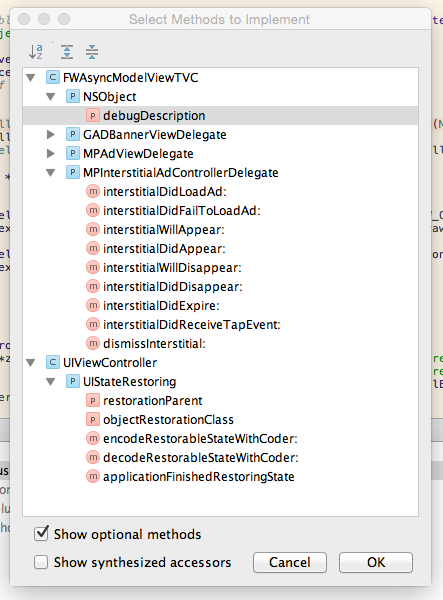 Select Methods to Implement
FWAsyncModelViewTVC
NSObject
debugDescription
GADBannerViewDelegate
MPAdViewDelegate
MPInterstitialAdControllerDelegate
interstitialDidLoadAd:
interstitialDidFailToLoadAd:
interstitialWillAppear:
interstitialDidAppear:
interstitialWillDisappear:
interstitialDidDisappear:
interstitialDidExpire:
interstitialDidReceiveTapEvent:
dismissInterstitial:
UIViewController
UIStateRestoring
restorationParent
objectRestorationClass
encodeRestorableStateWithCoder:
decodeRestorableStateWithCoder:
applicationFinishedRestoringState
Show optional methods
Show synthesized accessors
Cancel
OK